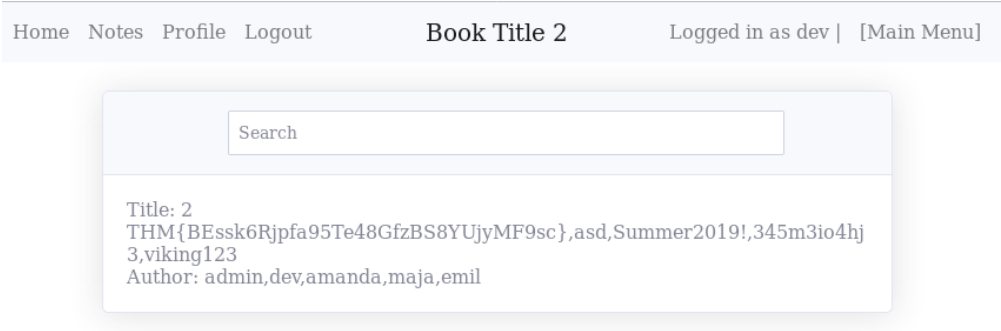 Home Notes Profile Logout Book Title 2 Logged in as dev | [Main Menu]
Search
Title: 2
THM{BEssk6Rjpfa95Te48GfzBS8YUjyMF9sc},asd,Summer2019!,345m3io4hj
3,viking123
Author: admin,dev,amanda,maja,emil